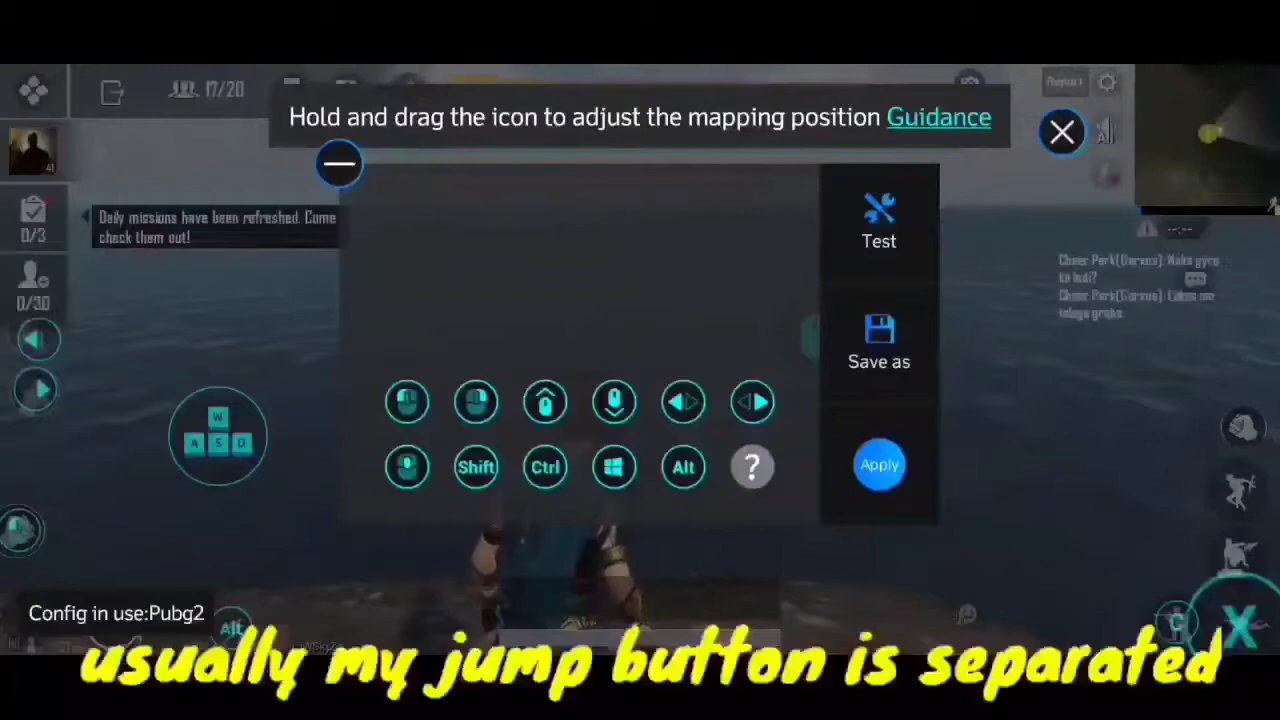 17/20
Report
Hold and drag the icon to adjust the mapping position Guidance
41
0/3
Daily missions have been refreshed. Come
check them out!
0/30
Test
Save as
Apply
W
A S D
Shift
Ctrl
Alt
?
Config in use:Pubg2
Alt
C
X
usually my jump button is separated